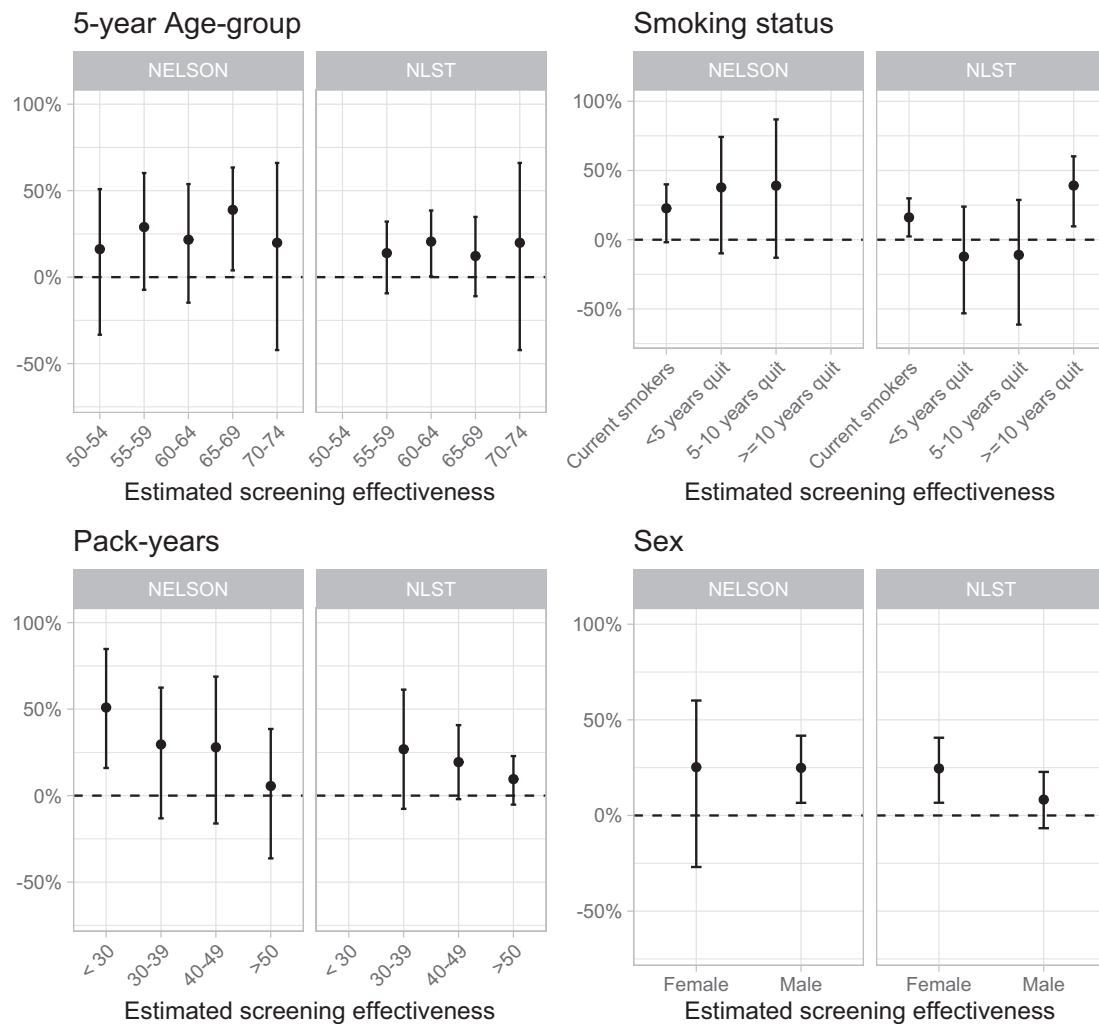 5-year Age-group
NELSON
NLST
100%
50%
0%
-50%
50-54
55-59
60-64
65-69
70-74
50-54
55-59
60-64
65-69
70-74
Estimated screening effectiveness
Smoking status
NELSON
NLST
100%
50%
0%
-50%
Current smokers
<5 years quit
5-10 years quit
>=10 years quit
Current smokers
<5 years quit
5-10 years quit
>=10 years quit
Estimated screening effectiveness
Pack-years
NELSON
NLST
100%
50%
0%
-50%
< 30
30-39
40-49
>50
< 30
30-39
40-49
>50
Estimated screening effectiveness
Sex
NELSON
NLST
100%
50%
0%
-50%
Female
Male
Female
Male
Estimated screening effectiveness